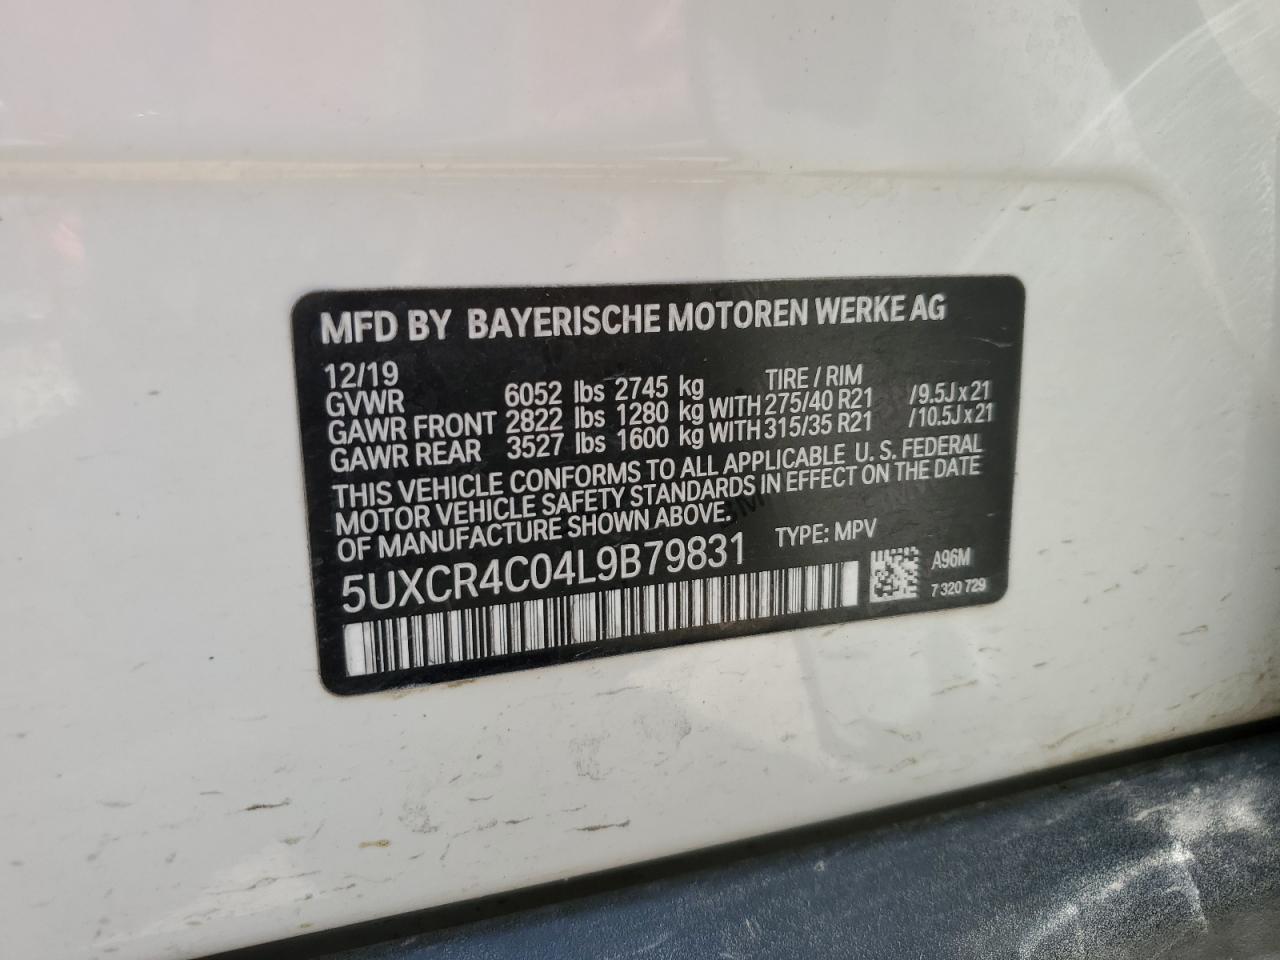 MFD BY BAYERISCHE MOTOREN WERKE AG
12/19 TIRE / RIM
GVWR 6052 lbs 2745 kg
GAWR FRONT 2822 lbs 1280 kg WITH 275/40 R21 /9.5J x 21
GAWR REAR 3527 lbs 1600 kg WITH 315/35 R21 /10.5J x 21
THIS VEHICLE CONFORMS TO ALL APPLICABLE U. S. FEDERAL
MOTOR VEHICLE SAFETY STANDARDS IN EFFECT ON THE DATE
OF MANUFACTURE SHOWN ABOVE.
5UXCR4C04L9B79831 TYPE: MPV
A96M
7 320 729